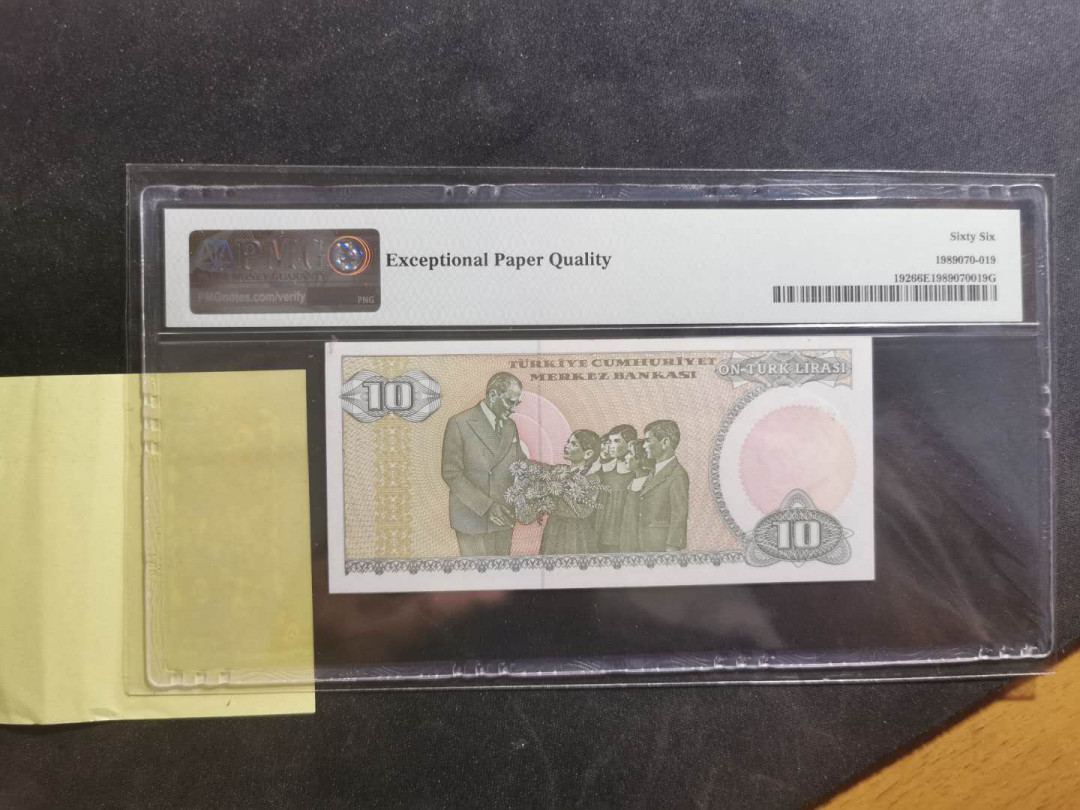 PMG
PMGnotes.com/verify
PNG
Exceptional Paper Quality
Sixty Six
1989070-019
19266E1989070019G
TÜRKİYE CUMHURİYET
MERKEZ BANKASI
ON-TÜRK LİRASI
10
10